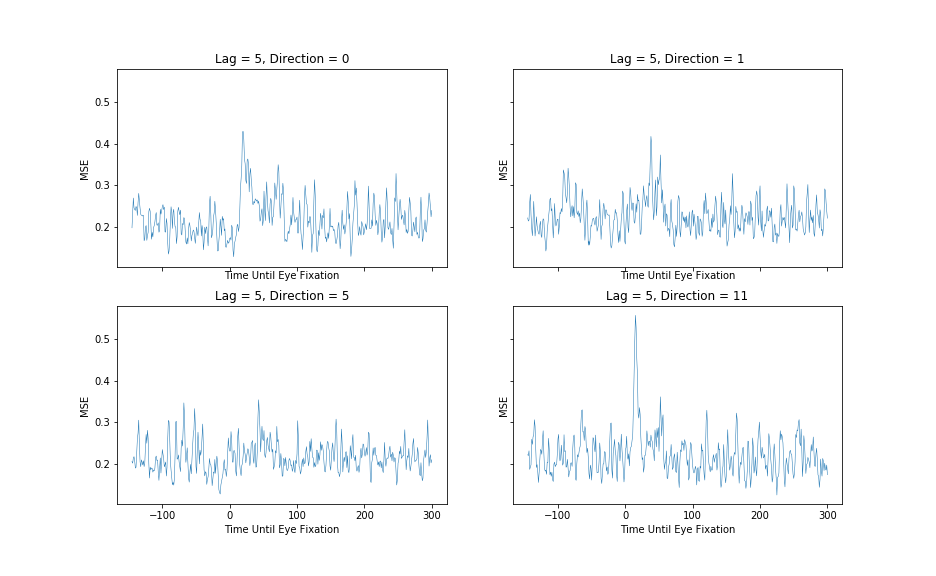 Lag = 5, Direction = 0
MSE
0.5
0.4
0.3
0.2
Time Until Eye Fixation
Lag = 5, Direction = 1
MSE
Time Until Eye Fixation
Lag = 5, Direction = 5
MSE
0.5
0.4
0.3
0.2
−100
0
100
200
300
Time Until Eye Fixation
Lag = 5, Direction = 11
MSE
−100
0
100
200
300
Time Until Eye Fixation